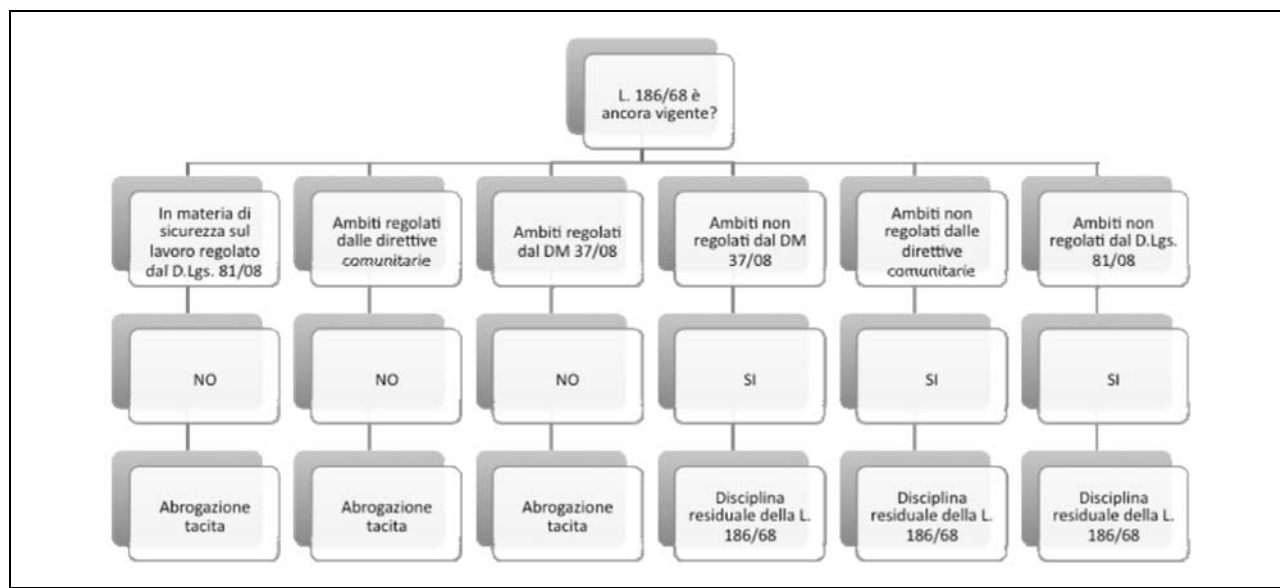 L. 186/68 è
ancora vigente?
In materia di
sicurezza sul
lavoro regolato
dal D.Lgs. 81/08
Ambiti regolati
dalle direttive
comunitarie
Ambiti regolati
dal DM 37/08
Ambiti non
regolati dal DM
37/08
Ambiti non
regolati dalle
direttive
comunitarie
Ambiti non
regolati dal D.Lgs.
81/08
NO
NO
NO
SI
SI
SI
Abrogazione
tacita
Abrogazione
tacita
Abrogazione
tacita
Disciplina
residuale della L.
186/68
Disciplina
residuale della L.
186/68
Disciplina
residuale della L.
186/68